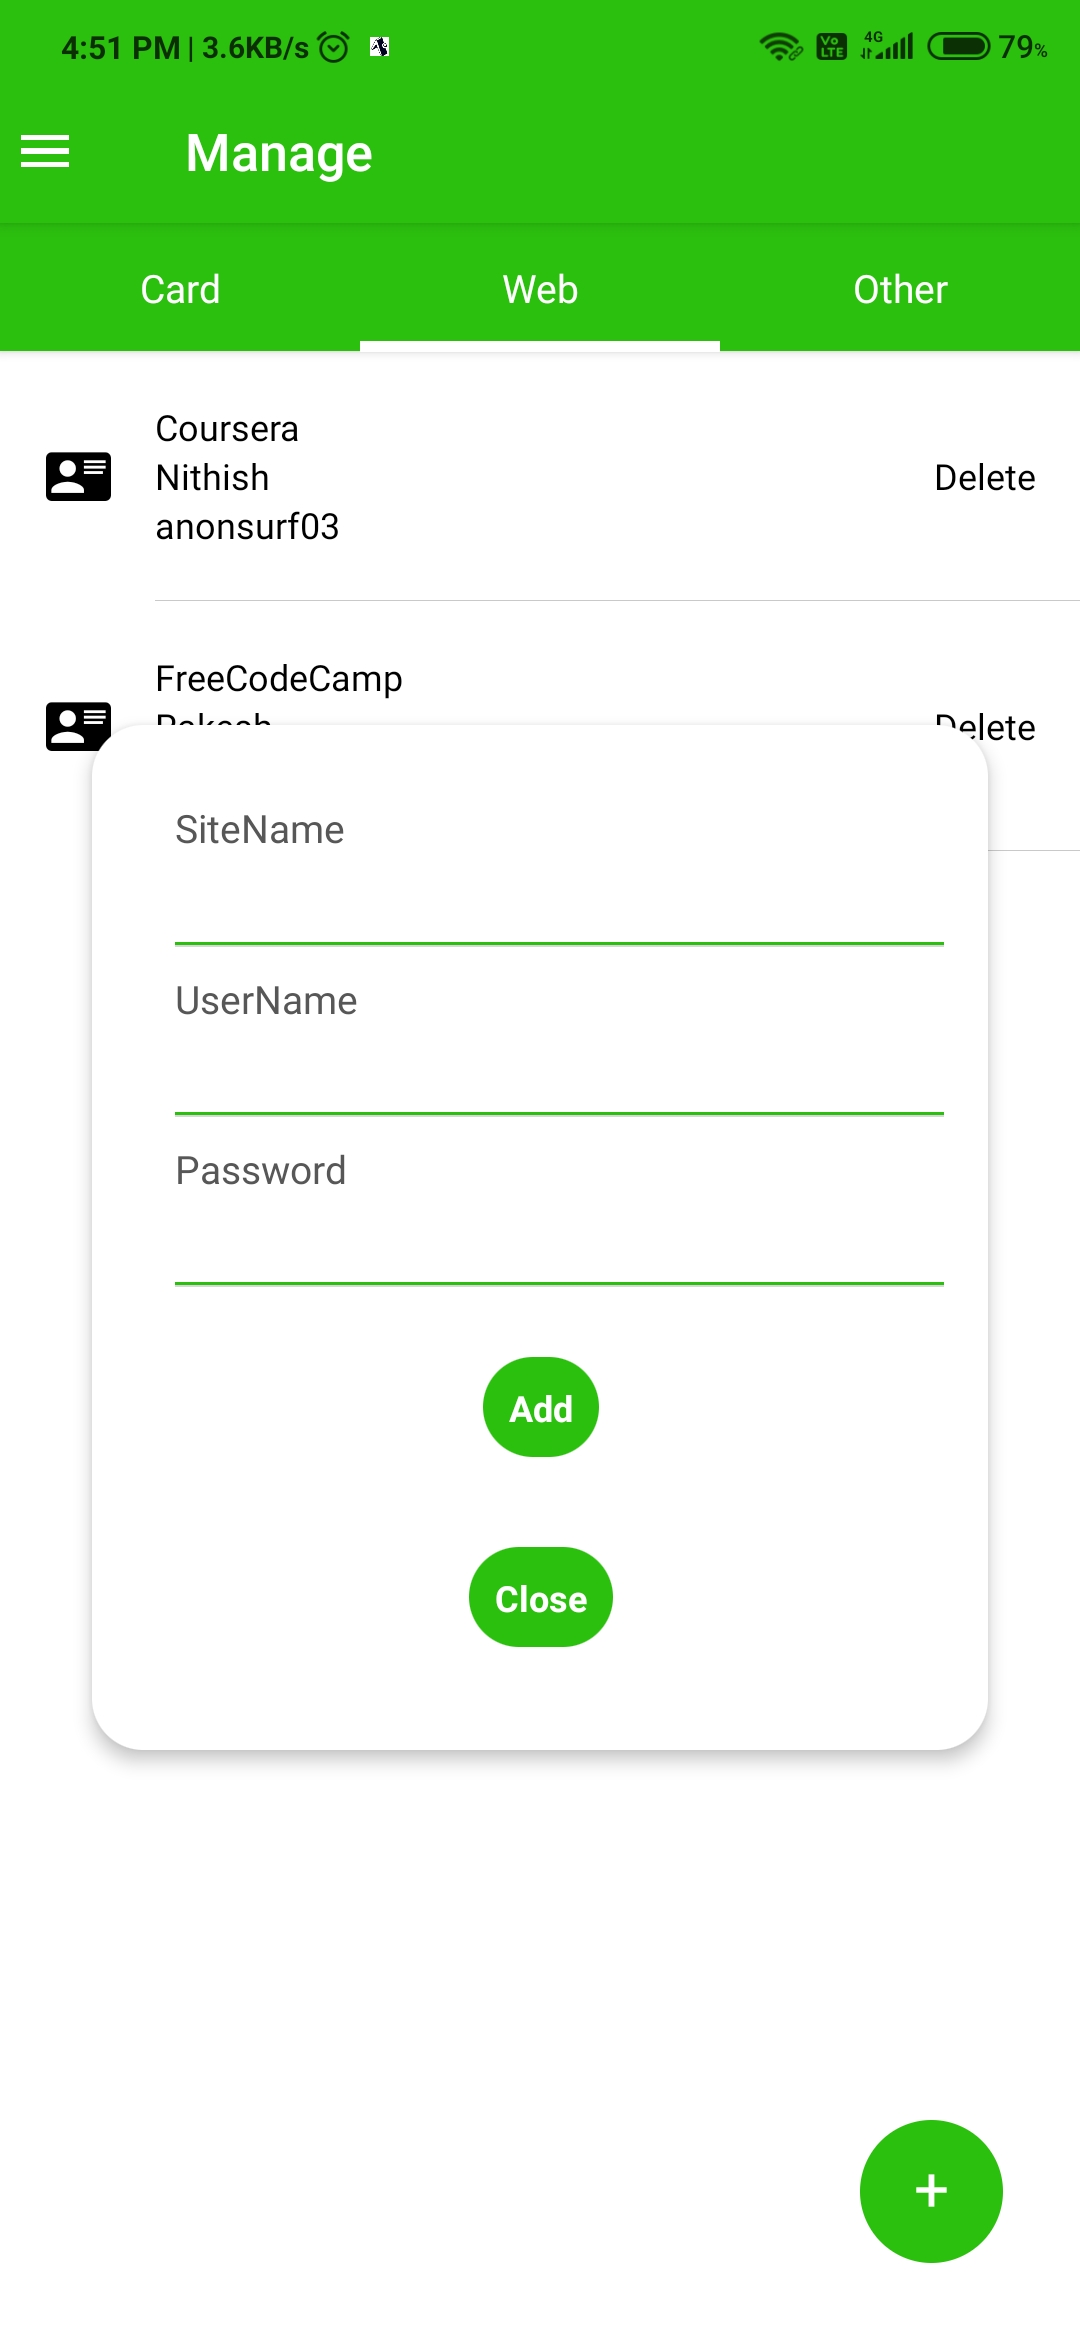 4:51 PM | 3.6KB/s
Vo LTE 4G 79%
Manage
Card Web Other
Coursera
Nithish Delete
anonsurf03
FreeCodeCamp
Delete
SiteName
UserName
Password
Add
Close
+